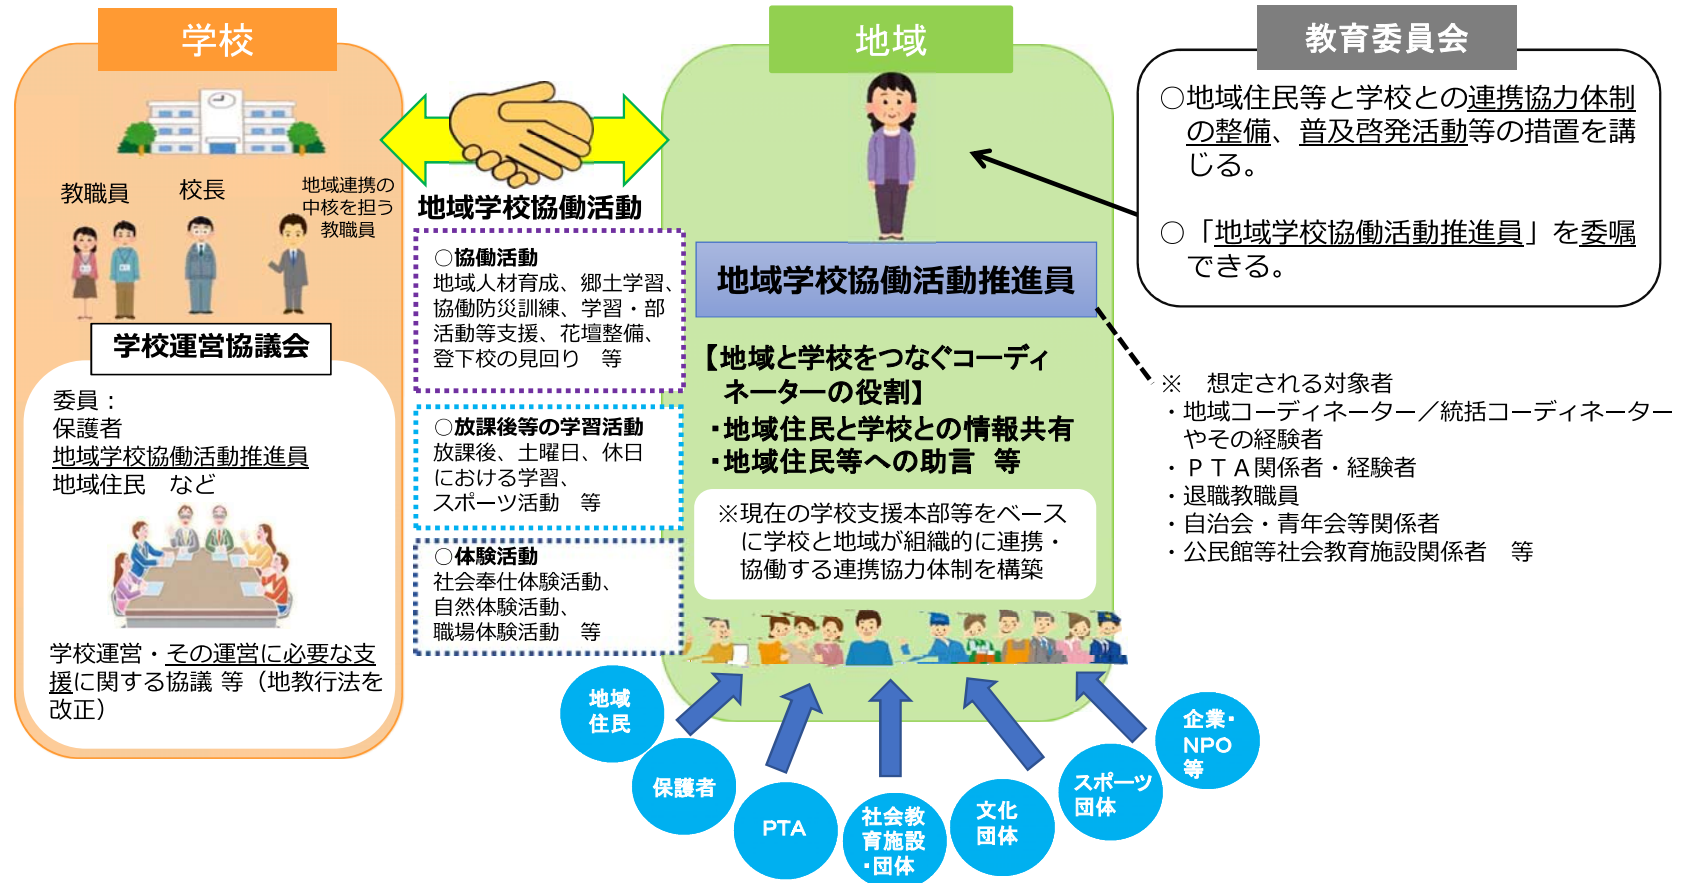 学校
教職員
校長
地域連携の
中核を担う
教職員
学校運営協議会
委員：
保護者
地域学校協働活動推進員
地域住民　など
学校運営・その運営に必要な支
援に関する協議 等（地教行法を
改正）
地域学校協働活動
○協働活動
地域人材育成、郷土学習、
協働防災訓練、学習・部
活動等支援、花壇整備、
登下校の見回り　等
○放課後等の学習活動
放課後、土曜日、休日
における学習、
スポーツ活動　等
○体験活動
社会奉仕体験活動、
自然体験活動、
職場体験活動　等
地域
地域学校協働活動推進員
【地域と学校をつなぐコーディ
ネーターの役割】
・地域住民と学校との情報共有
・地域住民等への助言　等
※現在の学校支援本部等をベース
に学校と地域が組織的に連携・
協働する連携協力体制を構築
教育委員会
○地域住民等と学校との連携協力体制
の整備、普及啓発活動等の措置を講
じる。
○「地域学校協働活動推進員」を委嘱
できる。
※　想定される対象者
・地域コーディネーター／統括コーディネーター
やその経験者
・ＰＴＡ関係者・経験者
・退職教職員
・自治会・青年会等関係者
・公民館等社会教育施設関係者　等
地域
住民
保護者
PTA
社会教
育施設
・団体
文化
団体
スポーツ
団体
企業・
NPO
等